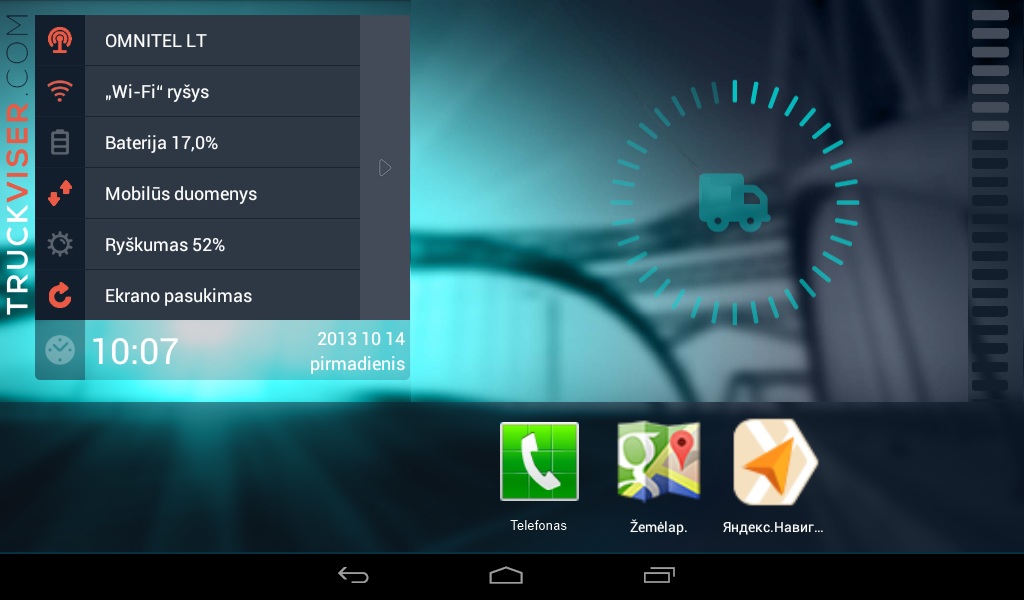 TRUCKVISER.COM
OMNITEL LT
„Wi-Fi“ ryšys
Baterija 17,0%
Mobilūs duomenys
Ryškumas 52%
Ekrano pasukimas
10:07
2013 10 14
pirmadienis
Telefonas
Žemėlap.
Яндекс.Навиг...